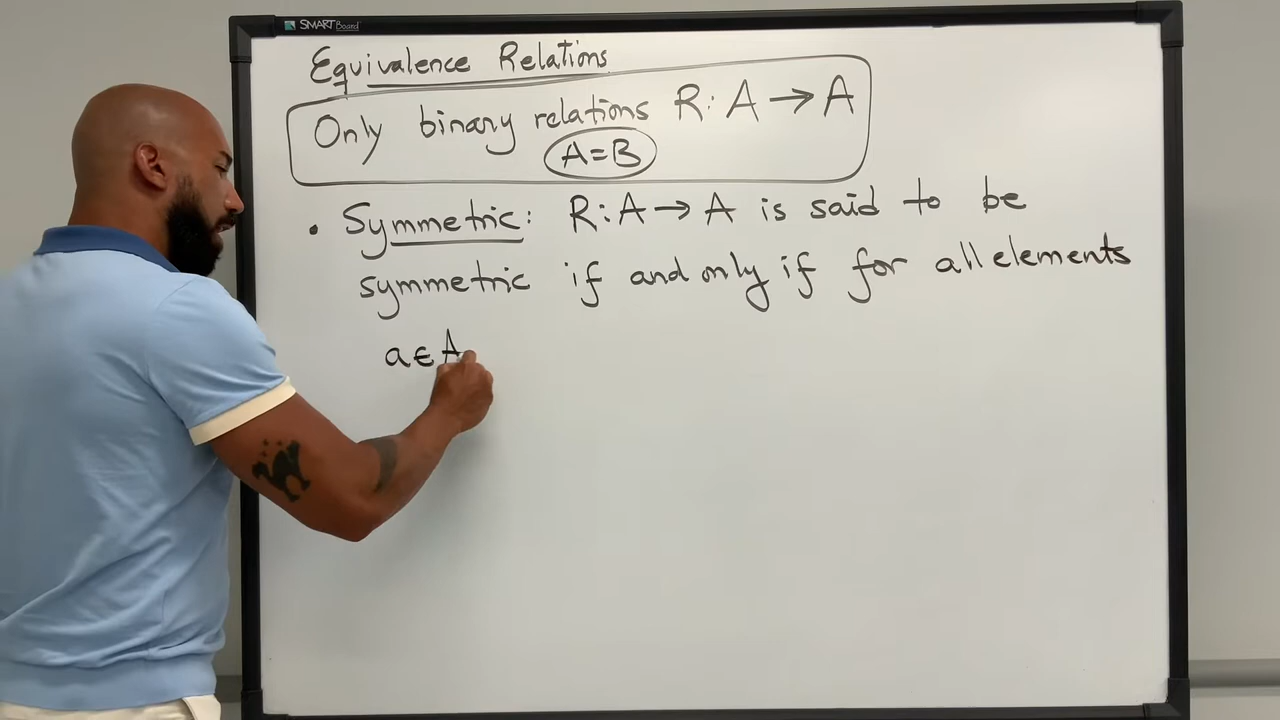 SMART Board
Equivalence Relations
Only binary relations R: A → A
A=B
• Symmetric: R: A → A is said to be
symmetric if and only if for all elements
a ∈ A